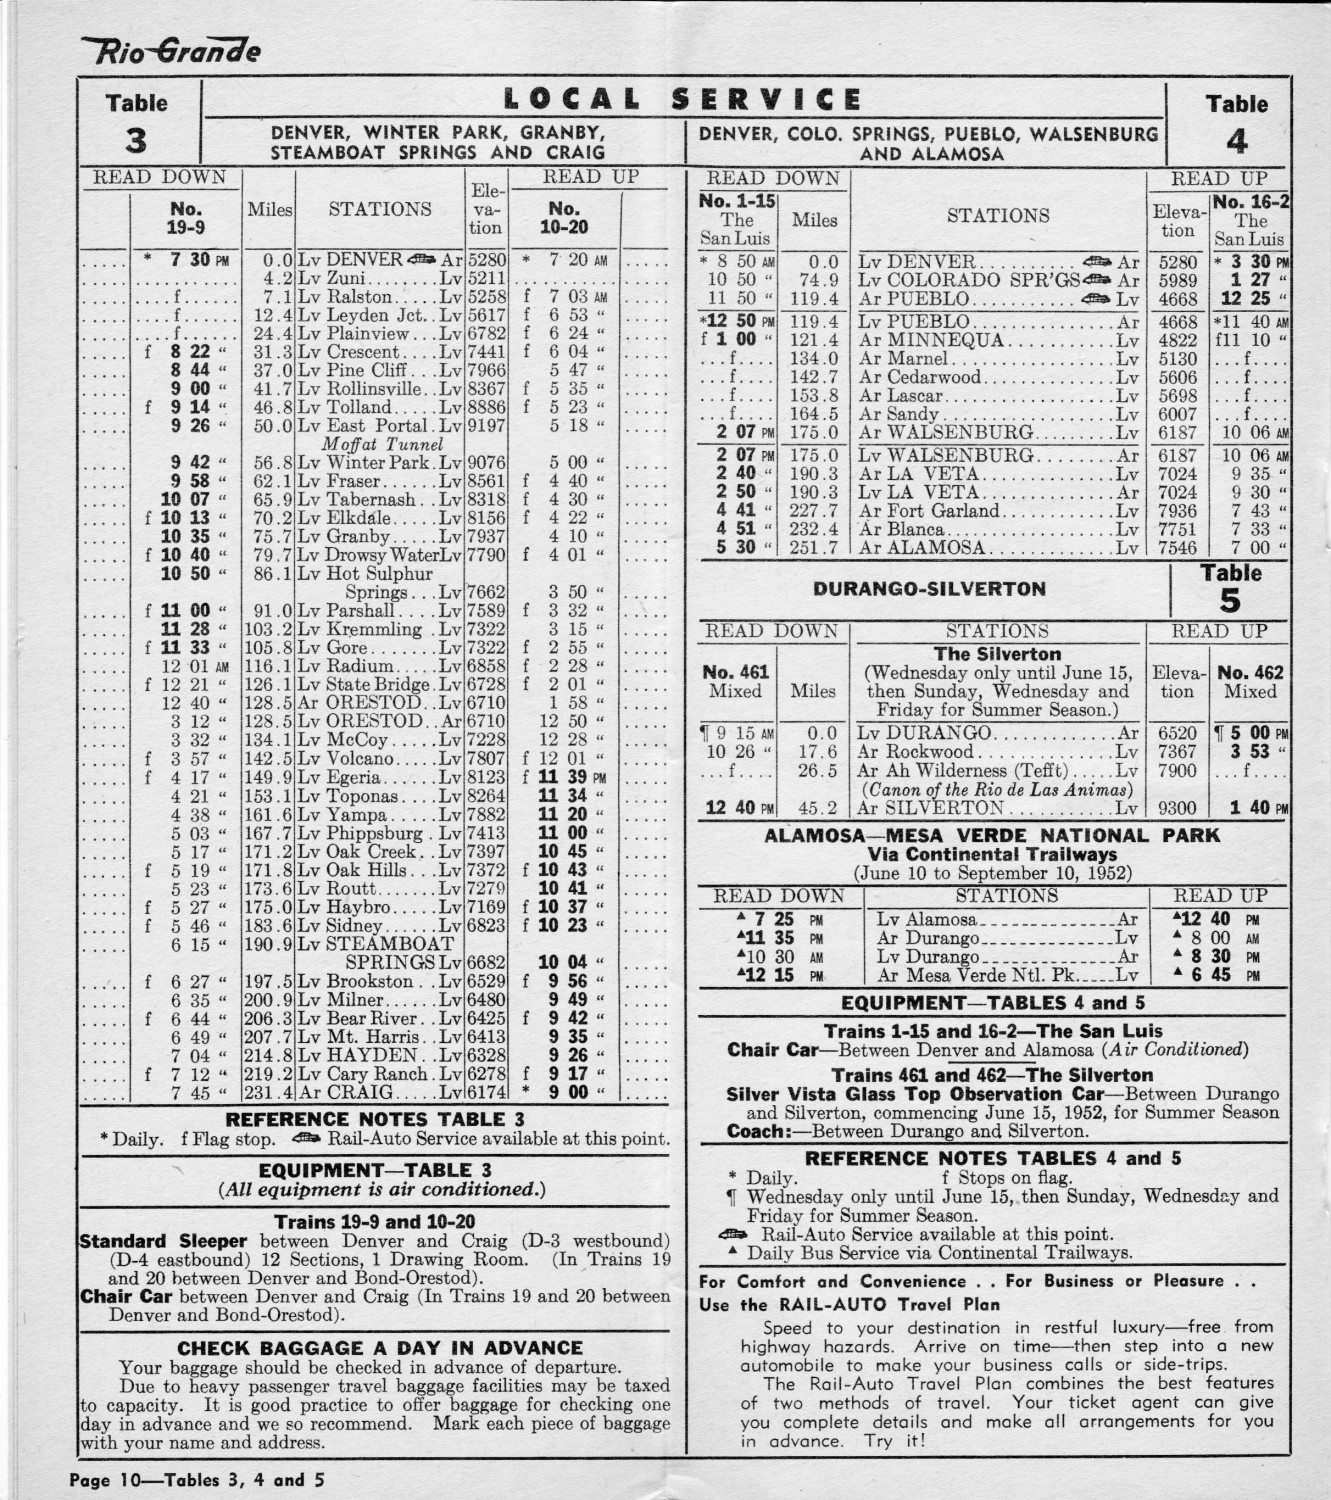 Rio Grande
Table 3
LOCAL SERVICE
Table 4
DENVER, WINTER PARK, GRANBY,
STEAMBOAT SPRINGS AND CRAIG
DENVER, COLO. SPRINGS, PUEBLO, WALSENBURG
AND ALAMOSA
READ DOWN READ UP
No. 19-9 Miles STATIONS Elevation No. 10-20
* 7 30 PM 0.0 Lv DENVER Ar 5280 * 7 20 AM
..... 4.2 Lv Zuni.....Lv 5211 .....
f...... 7.1 Lv Ralston.....Lv 5258 f 7 03 AM
f...... 12.4 Lv Leyden Jct..Lv 5617 f 6 53 "
f...... 24.4 Lv Plainview...Lv 6782 f 6 24 "
f 8 22 " 31.3 Lv Crescent....Lv 7441 f 6 04 "
8 44 " 37.0 Lv Pine Cliff...Lv 7966 5 47 "
9 00 " 41.7 Lv Rollinsville..Lv 8367 f 5 35 "
f 9 14 " 46.8 Lv Tolland.....Lv 8886 f 5 23 "
9 26 " 50.0 Lv East Portal.Lv 9197 5 18 "
Moffat Tunnel
9 42 " 56.8 Lv Winter Park.Lv 9076 5 00 "
9 58 " 62.1 Lv Fraser......Lv 8561 f 4 40 "
10 07 " 65.9 Lv Tabernash..Lv 8318 f 4 30 "
f 10 13 " 70.2 Lv Elkdale.....Lv 8156 f 4 22 "
10 35 " 75.7 Lv Granby.....Lv 7937 4 10 "
f 10 40 " 79.7 Lv Drowsy Water Lv 7790 f 4 01 "
10 50 " 86.1 Lv Hot Sulphur
Springs...Lv 7662 3 50 "
f 11 00 " 91.0 Lv Parshall....Lv 7589 f 3 32 "
11 28 " 103.2 Lv Kremmling .Lv 7322 3 15 "
f 11 33 " 105.8 Lv Gore........Lv 7322 f 2 55 "
12 01 AM 116.1 Lv Radium.....Lv 6858 f 2 28 "
f 12 21 " 126.1 Lv State Bridge.Lv 6728 f 2 01 "
12 40 " 128.5 Ar ORESTOD..Lv 6710 1 58 "
3 12 " 128.5 Lv ORESTOD..Ar 6710 12 50 "
3 32 " 134.1 Lv McCoy.....Lv 7228 12 28 "
f 3 57 " 142.5 Lv Volcano.....Lv 7807 f 12 01 "
f 4 17 " 149.9 Lv Egeria......Lv 8123 f 11 39 PM
4 21 " 153.1 Lv Toponas....Lv 8264 11 34 "
4 38 " 161.6 Lv Yampa.....Lv 7882 11 20 "
5 03 " 167.7 Lv Phippsburg .Lv 7413 11 00 "
5 17 " 171.2 Lv Oak Creek..Lv 7397 10 45 "
f 5 19 " 171.8 Lv Oak Hills...Lv 7372 f 10 43 "
5 23 " 173.6 Lv Routt.......Lv 7279 10 41 "
f 5 27 " 175.0 Lv Haybro.....Lv 7169 f 10 37 "
f 5 46 " 183.6 Lv Sidney......Lv 6823 f 10 23 "
6 15 " 190.9 Lv STEAMBOAT
SPRINGS Lv 6682 10 04 "
f 6 27 " 197.5 Lv Brookston..Lv 6529 f 9 56 "
6 35 " 200.9 Lv Milner......Lv 6480 9 49 "
f 6 44 " 206.3 Lv Bear River..Lv 6425 f 9 42 "
6 49 " 207.7 Lv Mt. Harris..Lv 6413 9 35 "
7 04 " 214.8 Lv HAYDEN..Lv 6328 9 26 "
f 7 12 " 219.2 Lv Cary Ranch.Lv 6278 f 9 17 "
7 45 " 231.4 Ar CRAIG.....Lv 6174 * 9 00 "
REFERENCE NOTES TABLE 3
* Daily. f Flag stop. Rail-Auto Service available at this point.
EQUIPMENT—TABLE 3
(All equipment is air conditioned.)
Trains 19-9 and 10-20
Standard Sleeper between Denver and Craig (D-3 westbound)
(D-4 eastbound) 12 Sections, 1 Drawing Room. (In Trains 19
and 20 between Denver and Bond-Orestod).
Chair Car between Denver and Craig (In Trains 19 and 20 between
Denver and Bond-Orestod).
CHECK BAGGAGE A DAY IN ADVANCE
Your baggage should be checked in advance of departure.
Due to heavy passenger travel baggage facilities may be taxed
to capacity. It is good practice to offer baggage for checking one
day in advance and we so recommend. Mark each piece of baggage
with your name and address.
READ DOWN READ UP
No. 1-15 The San Luis Miles STATIONS Elevation No. 16-2 The San Luis
* 8 50 AM 0.0 Lv DENVER.......... Ar 5280 * 3 30 PM
10 50 " 74.9 Lv COLORADO SPR'GS Ar 5989 1 27 "
11 50 " 119.4 Ar PUEBLO.......... Lv 4668 12 25 "
*12 50 PM 119.4 Lv PUEBLO...............Ar 4668 *11 40 AM
f 1 00 " 121.4 Ar MINNEQUA...........Lv 4822 f11 10 "
...f.... 134.0 Ar Marnel.................Lv 5130 ...f....
...f.... 142.7 Ar Cedarwood.............Lv 5606 ...f....
...f.... 153.8 Ar Lascar.................Lv 5698 ...f....
...f.... 164.5 Ar Sandy..................Lv 6007 ...f....
2 07 PM 175.0 Ar WALSENBURG.........Lv 6187 10 06 AM
2 07 PM 175.0 Lv WALSENBURG.........Ar 6187 10 06 AM
2 40 " 190.3 Ar LA VETA..............Lv 7024 9 35 "
2 50 " 190.3 Lv LA VETA..............Ar 7024 9 30 "
4 41 " 227.7 Ar Fort Garland............Lv 7936 7 43 "
4 51 " 232.4 Ar Blanca.................Lv 7751 7 33 "
5 30 " 251.7 Ar ALAMOSA.............Lv 7546 7 00 "
DURANGO-SILVERTON
Table 5
READ DOWN STATIONS READ UP
No. 461 Mixed Miles
The Silverton
(Wednesday only until June 15,
then Sunday, Wednesday and
Friday for Summer Season.)
Elevation No. 462 Mixed
¶ 9 15 AM 0.0 Lv DURANGO.............Ar 6520 ¶ 5 00 PM
10 26 " 17.6 Ar Rockwood..............Lv 7367 3 53 "
...f.... 26.5 Ar Ah Wilderness (Tefft).....Lv 7900 ...f....
(Canon of the Rio de Las Animas)
12 40 PM 45.2 Ar SILVERTON...........Lv 9300 1 40 PM
ALAMOSA—MESA VERDE NATIONAL PARK
Via Continental Trailways
(June 10 to September 10, 1952)
READ DOWN STATIONS READ UP
▲ 7 25 PM Lv Alamosa..............Ar ▲12 40 PM
▲11 35 PM Ar Durango..............Lv ▲ 8 00 AM
▲10 30 AM Lv Durango..............Ar ▲ 8 30 PM
▲12 15 PM Ar Mesa Verde Ntl. Pk.....Lv ▲ 6 45 PM
EQUIPMENT—TABLES 4 and 5
Trains 1-15 and 16-2—The San Luis
Chair Car—Between Denver and Alamosa (Air Conditioned)
Trains 461 and 462—The Silverton
Silver Vista Glass Top Observation Car—Between Durango
and Silverton, commencing June 15, 1952, for Summer Season
Coach:—Between Durango and Silverton.
REFERENCE NOTES TABLES 4 and 5
* Daily. f Stops on flag.
¶ Wednesday only until June 15, then Sunday, Wednesday and
Friday for Summer Season.
Rail-Auto Service available at this point.
▲ Daily Bus Service via Continental Trailways.
For Comfort and Convenience . . For Business or Pleasure . .
Use the RAIL-AUTO Travel Plan
Speed to your destination in restful luxury—free from
highway hazards. Arrive on time—then step into a new
automobile to make your business calls or side-trips.
The Rail-Auto Travel Plan combines the best features
of two methods of travel. Your ticket agent can give
you complete details and make all arrangements for you
in advance. Try it!
Page 10—Tables 3, 4 and 5